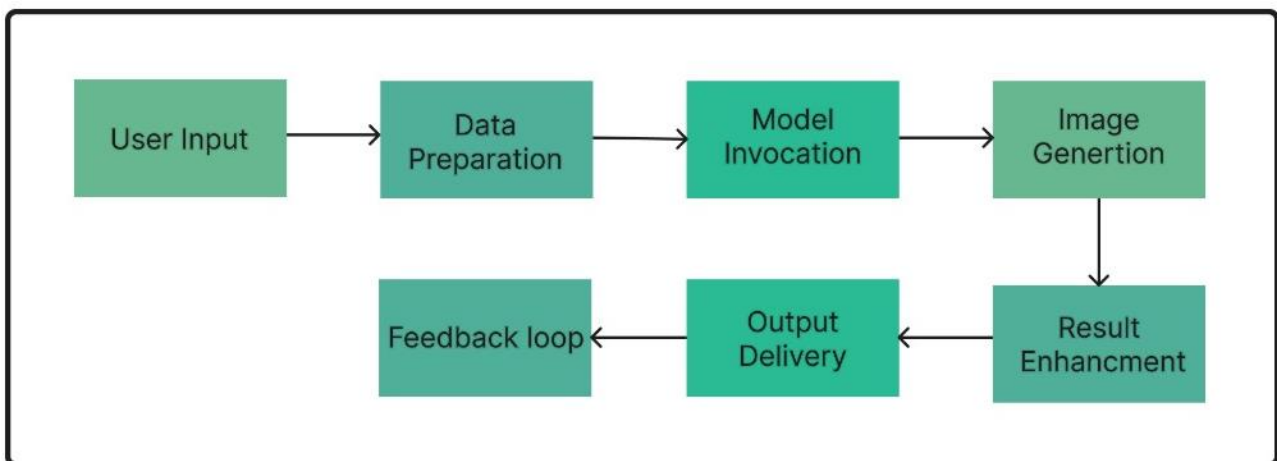 User Input
Data
Preparation
Model
Invocation
Image
Genertion
Result
Enhancment
Output
Delivery
Feedback loop